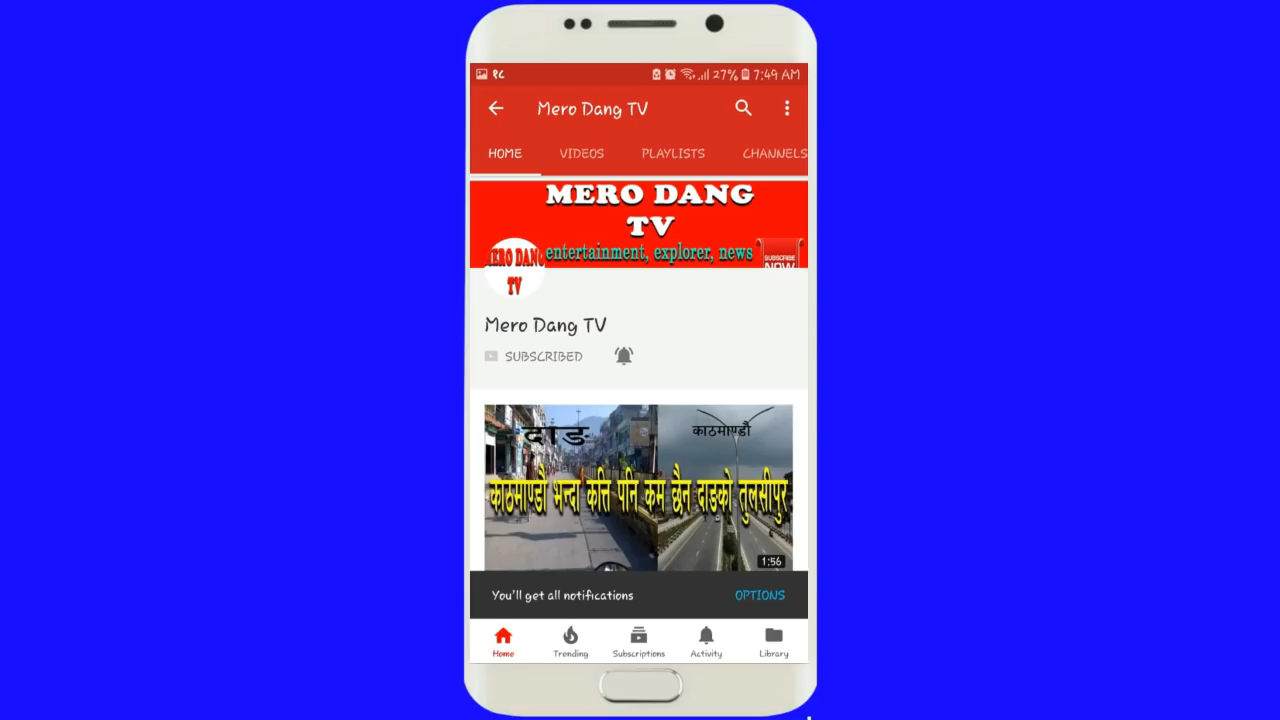 १८ 27% 7:49 AM
Mero Dang TV
HOME VIDEOS PLAYLISTS CHANNELS
MERO DANG
TV
entertainment, explorer, news
SUBSCRIBE
NOW
MERO DANG
TV
Mero Dang TV
SUBSCRIBED
दाङ काठमाण्डौ
काठमाण्डौ भन्दा कत्ति पनि कम छैन दाङको तुलसीपुर
1:56
You'll get all notifications OPTIONS
Home Trending Subscriptions Activity Library